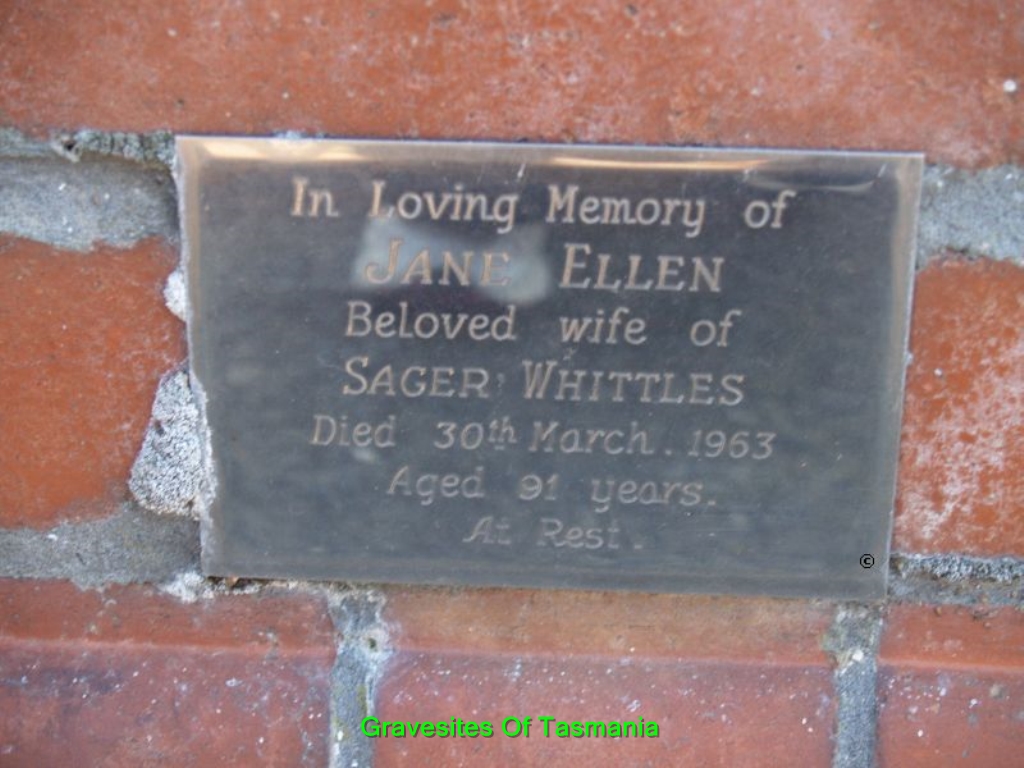 In Loving Memory of
JANE ELLEN
Beloved wife of
SAGER WHITTLES
Died 30th March. 1963
Aged 91 years.
At Rest.
©
Gravesites Of Tasmania